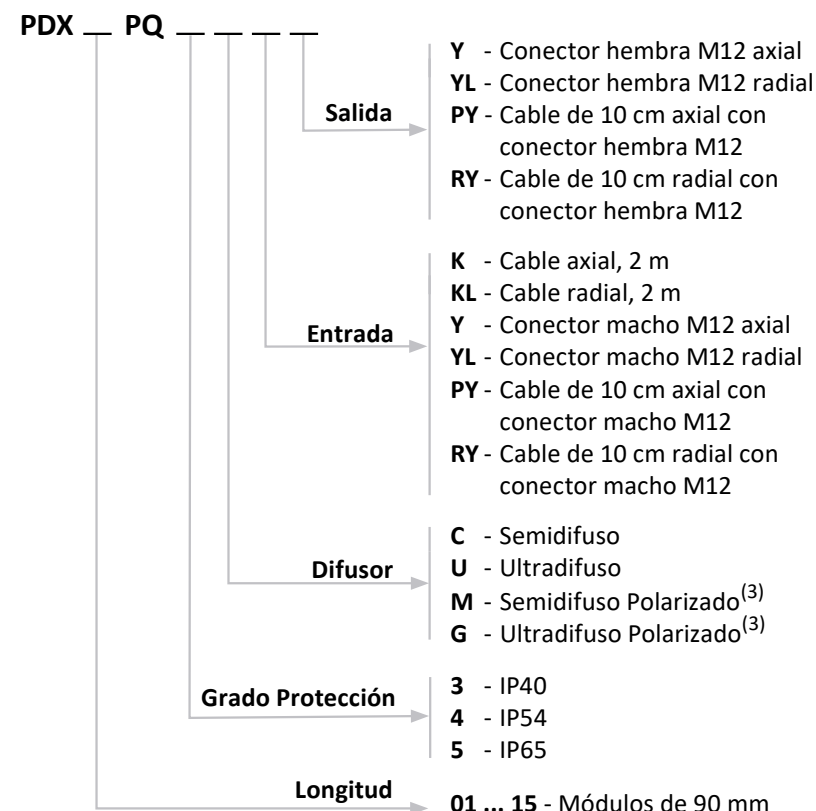 PDX __ PQ __ __ __ __
Salida
Y - Conector hembra M12 axial
YL - Conector hembra M12 radial
PY - Cable de 10 cm axial con
conector hembra M12
RY - Cable de 10 cm radial con
conector hembra M12
Entrada
K - Cable axial, 2 m
KL - Cable radial, 2 m
Y - Conector macho M12 axial
YL - Conector macho M12 radial
PY - Cable de 10 cm axial con
conector macho M12
RY - Cable de 10 cm radial con
conector macho M12
Difusor
C - Semidifuso
U - Ultradifuso
M - Semidifuso Polarizado(3)
G - Ultradifuso Polarizado(3)
Grado Protección
3 - IP40
4 - IP54
5 - IP65
Longitud
01 ... 15 - Módulos de 90 mm